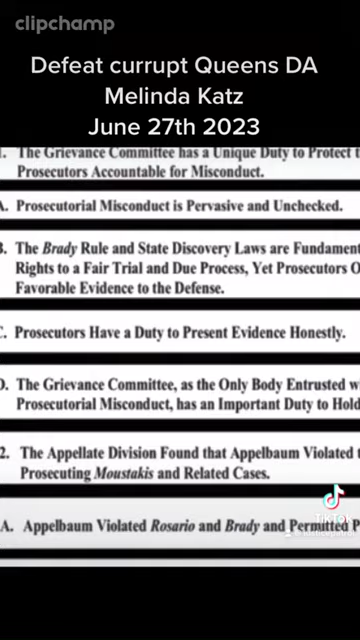 clipchamp
Defeat currupt Queens DA
Melinda Katz
June 27th 2023
The Grievance Committee has a Unique Duty to Protect
Prosecutors Accountable for Misconduct.
A. Prosecutorial Misconduct is Pervasive and Unchecked.
The Brady Rule and State Discovery Laws are Fundament
Rights to a Fair Trial and Due Process, Yet Prosecutors O
Favorable Evidence to the Defense.
C. Prosecutors Have a Duty to Present Evidence Honestly.
The Grievance Committee, as the Only Body Entrusted w
Prosecutorial Misconduct, has an Important Duty to Hold
2. The Appellate Division Found that Appelbaum Violated t
Prosecuting Moustakis and Related Cases.
A. Appelbaum Violated Rosario and Brady and Permitted P
TikTok